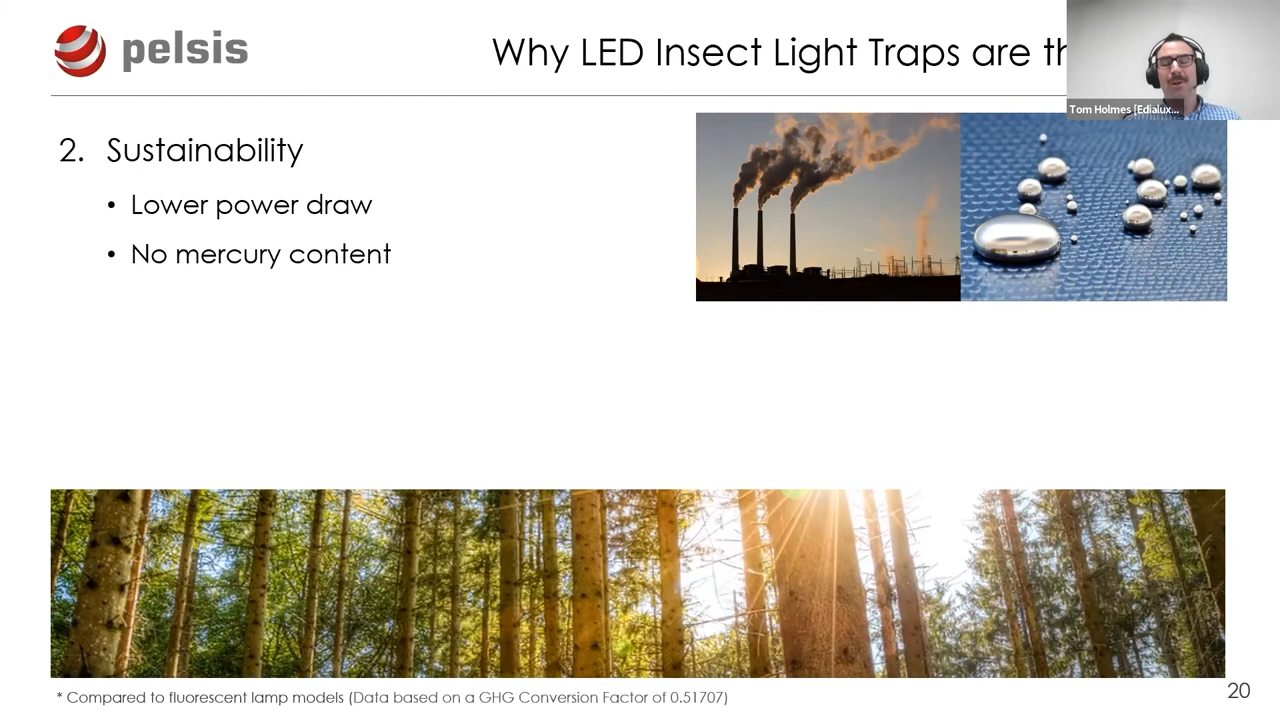 pelsis
Why LED Insect Light Traps are th
Tom Holmes [Edialux...
2. Sustainability
• Lower power draw
• No mercury content
* Compared to fluorescent lamp models (Data based on a GHG Conversion Factor of 0.51707)
20